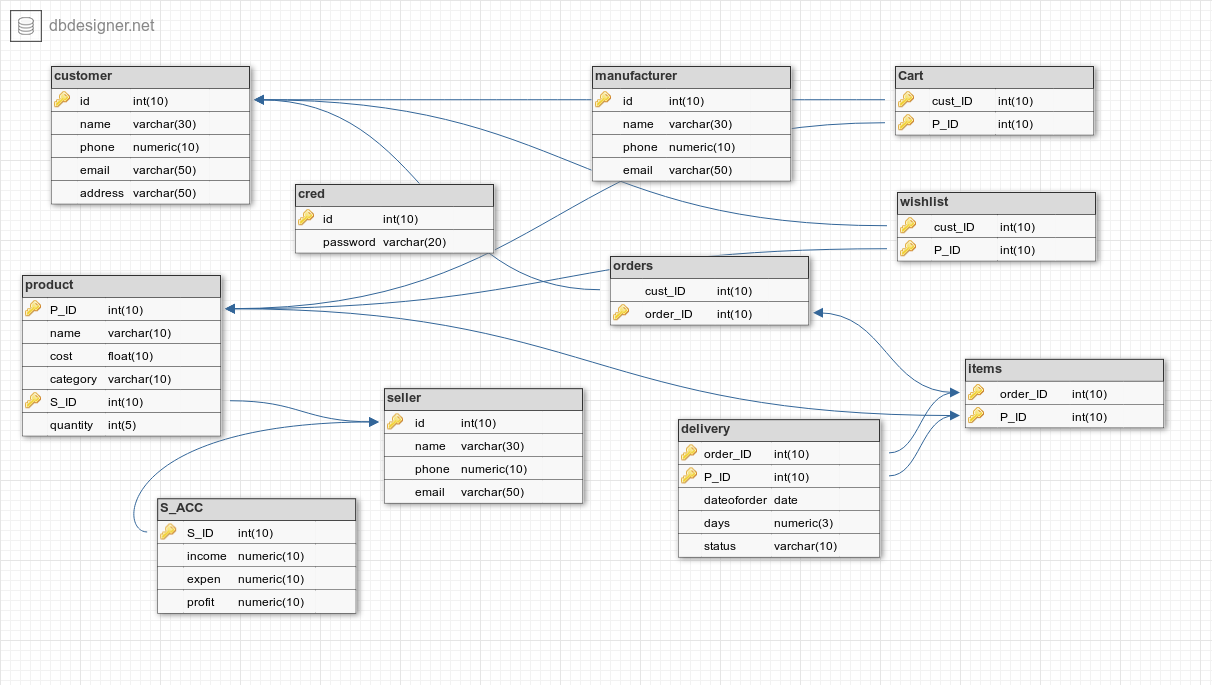 dbdesigner.net
customer
id int(10)
name varchar(30)
phone numeric(10)
email varchar(50)
address varchar(50)
manufacturer
id int(10)
name varchar(30)
phone numeric(10)
email varchar(50)
Cart
cust_ID int(10)
P_ID int(10)
cred
id int(10)
password varchar(20)
wishlist
cust_ID int(10)
P_ID int(10)
orders
cust_ID int(10)
order_ID int(10)
product
P_ID int(10)
name varchar(10)
cost float(10)
category varchar(10)
S_ID int(10)
quantity int(5)
seller
id int(10)
name varchar(30)
phone numeric(10)
email varchar(50)
items
order_ID int(10)
P_ID int(10)
delivery
order_ID int(10)
P_ID int(10)
dateoforder date
days numeric(3)
status varchar(10)
S_ACC
S_ID int(10)
income numeric(10)
expen numeric(10)
profit numeric(10)